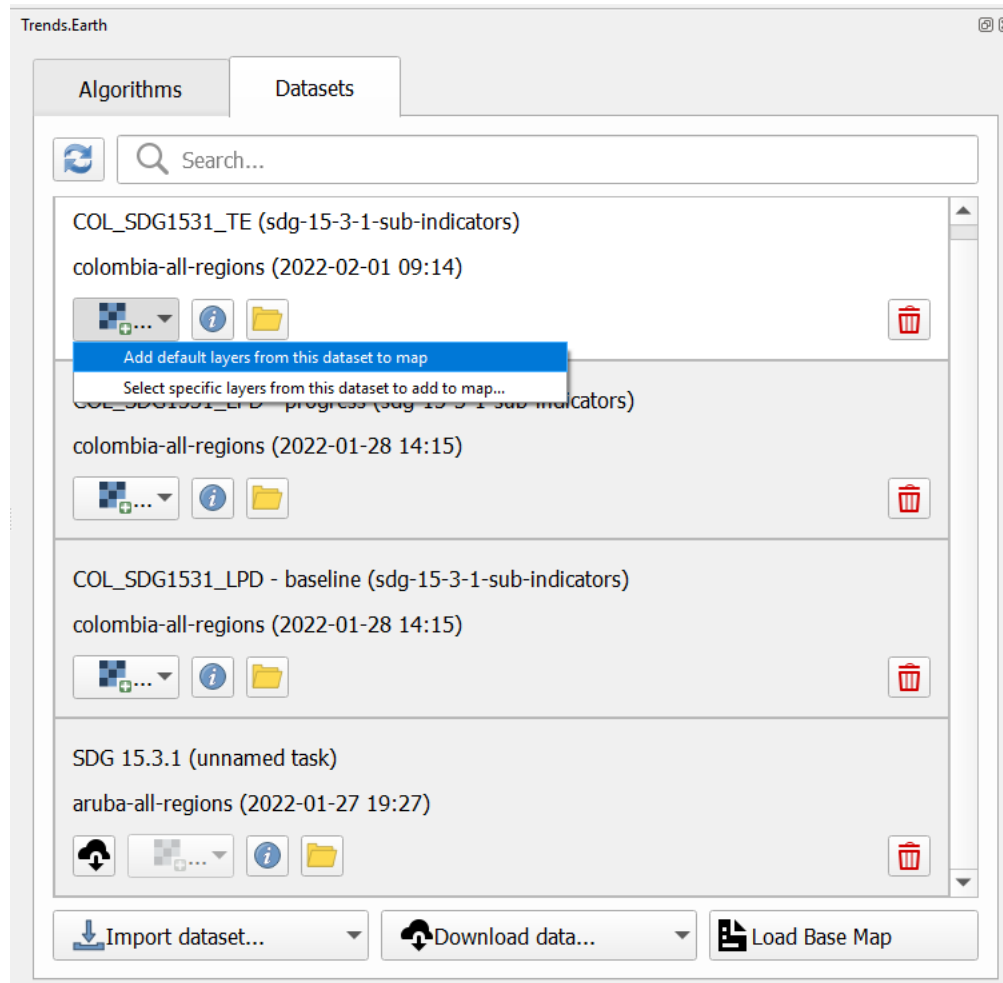 Trends.Earth
Algorithms
Datasets
Search...
COL_SDG1531_TE (sdg-15-3-1-sub-indicators)
colombia-all-regions (2022-02-01 09:14)
...
Add default layers from this dataset to map
Select specific layers from this dataset to add to map...
COL_SDG1531_LPD - progress (sdg-15-3-1-sub-indicators)
colombia-all-regions (2022-01-28 14:15)
...
COL_SDG1531_LPD - baseline (sdg-15-3-1-sub-indicators)
colombia-all-regions (2022-01-28 14:15)
...
SDG 15.3.1 (unnamed task)
aruba-all-regions (2022-01-27 19:27)
...
Import dataset...
Download data...
Load Base Map